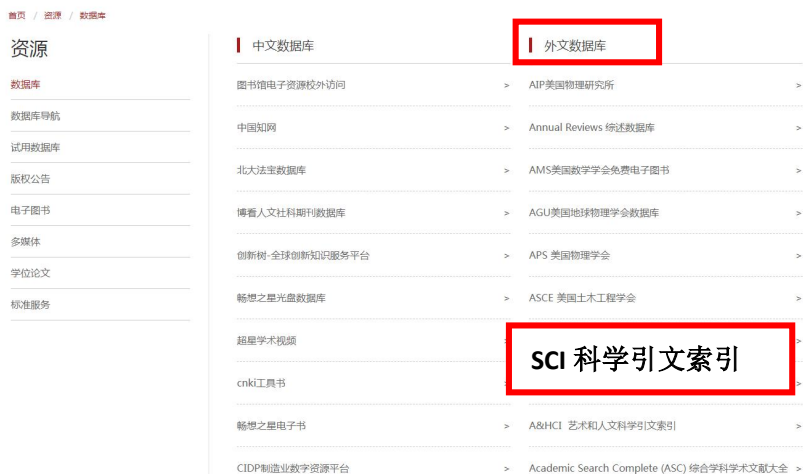 首页 / 资源 / 数据库
资源
数据库
数据库导航
试用数据库
版权公告
电子图书
多媒体
学位论文
标准服务
中文数据库
图书馆电子资源校外访问 >
中国知网 >
北大法宝数据库 >
博看人文社科期刊数据库 >
创新树-全球创新知识服务平台 >
畅想之星光盘数据库 >
超星学术视频
cnki工具书
畅想之星电子书 >
CIDP制造业数字资源平台 >
外文数据库
AIP美国物理研究所 >
Annual Reviews 综述数据库 >
AMS美国数学学会免费电子图书 >
AGU美国地球物理学会数据库 >
APS 美国物理学会 >
ASCE 美国土木工程学会 >
SCI 科学引文索引
A&HCI 艺术和人文科学引文索引 >
Academic Search Complete (ASC) 综合学科学术文献大全 >